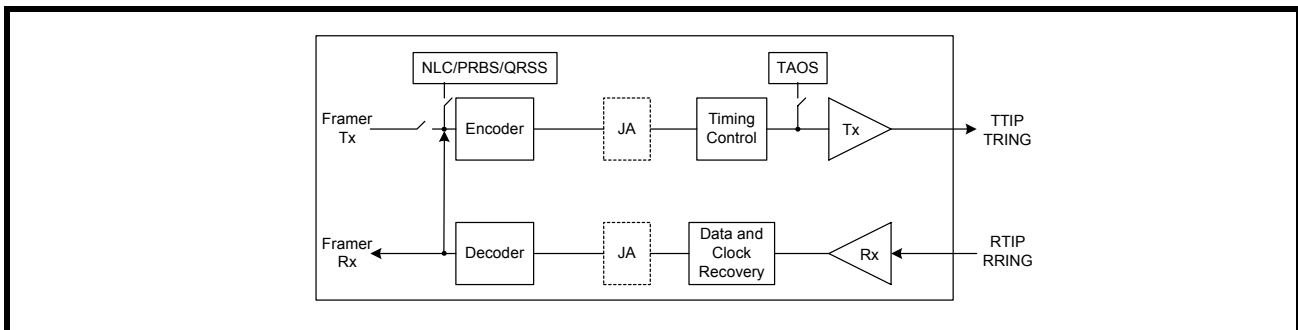 NLC/PRBS/QRSS
TAOS
Framer
Tx
Encoder
JA
Timing
Control
Tx
TTIP
TRING
Framer
Rx
Decoder
JA
Data and
Clock
Recovery
Rx
RTIP
RRING